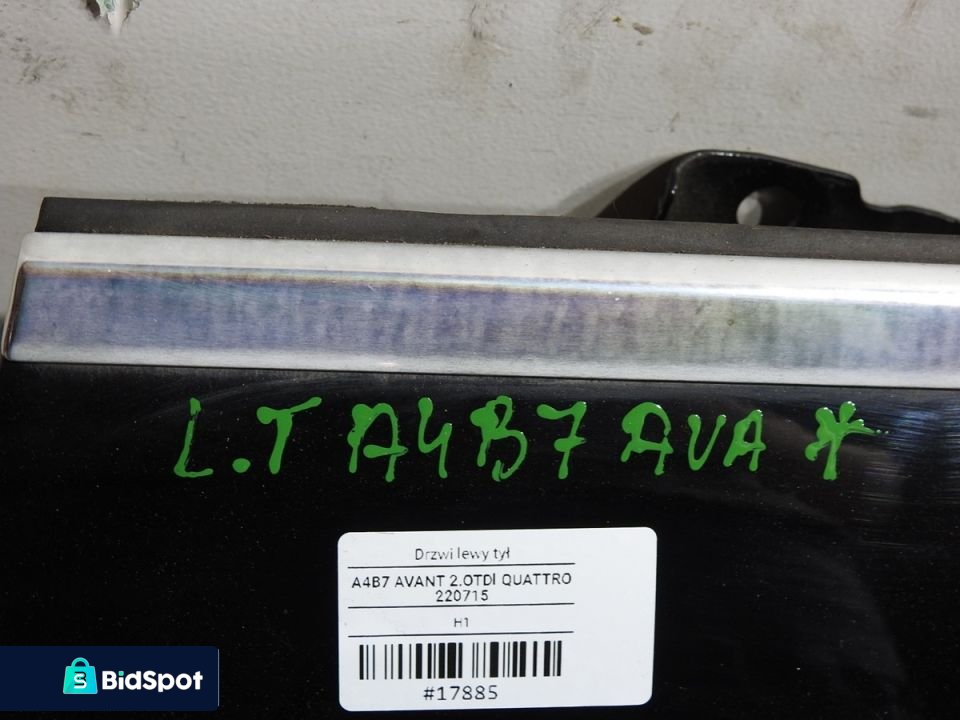 L.T A4B7 AVA *
Drzwi lewy tył
A4B7 AVANT 2.0TDI QUATTRO
220715
H1
#17885
S BidSpot